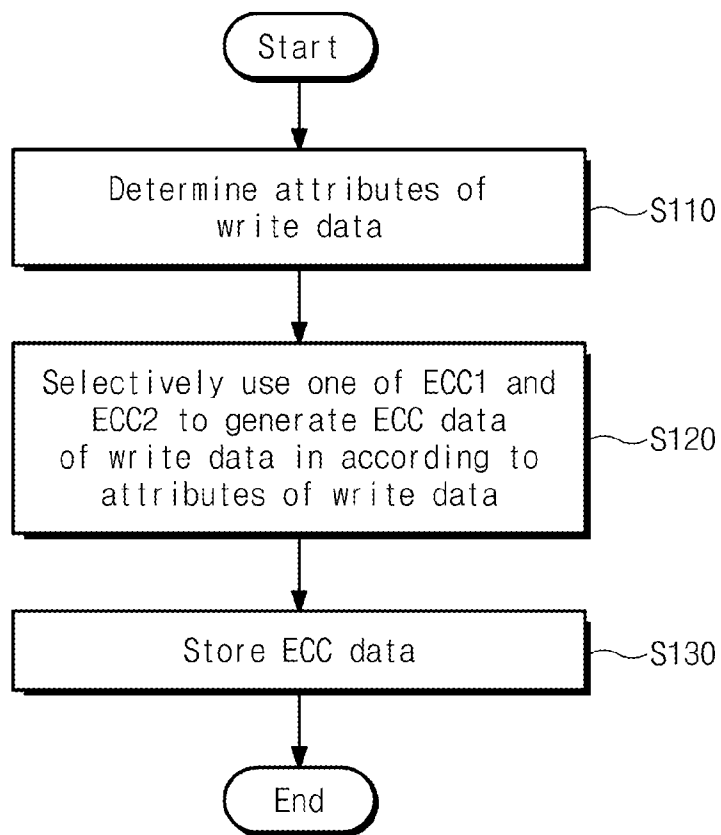 Start
Determine attributes of
write data
S110
Selectively use one of ECC1 and
ECC2 to generate ECC data
of write data in according to
attributes of write data
S120
Store ECC data
S130
End